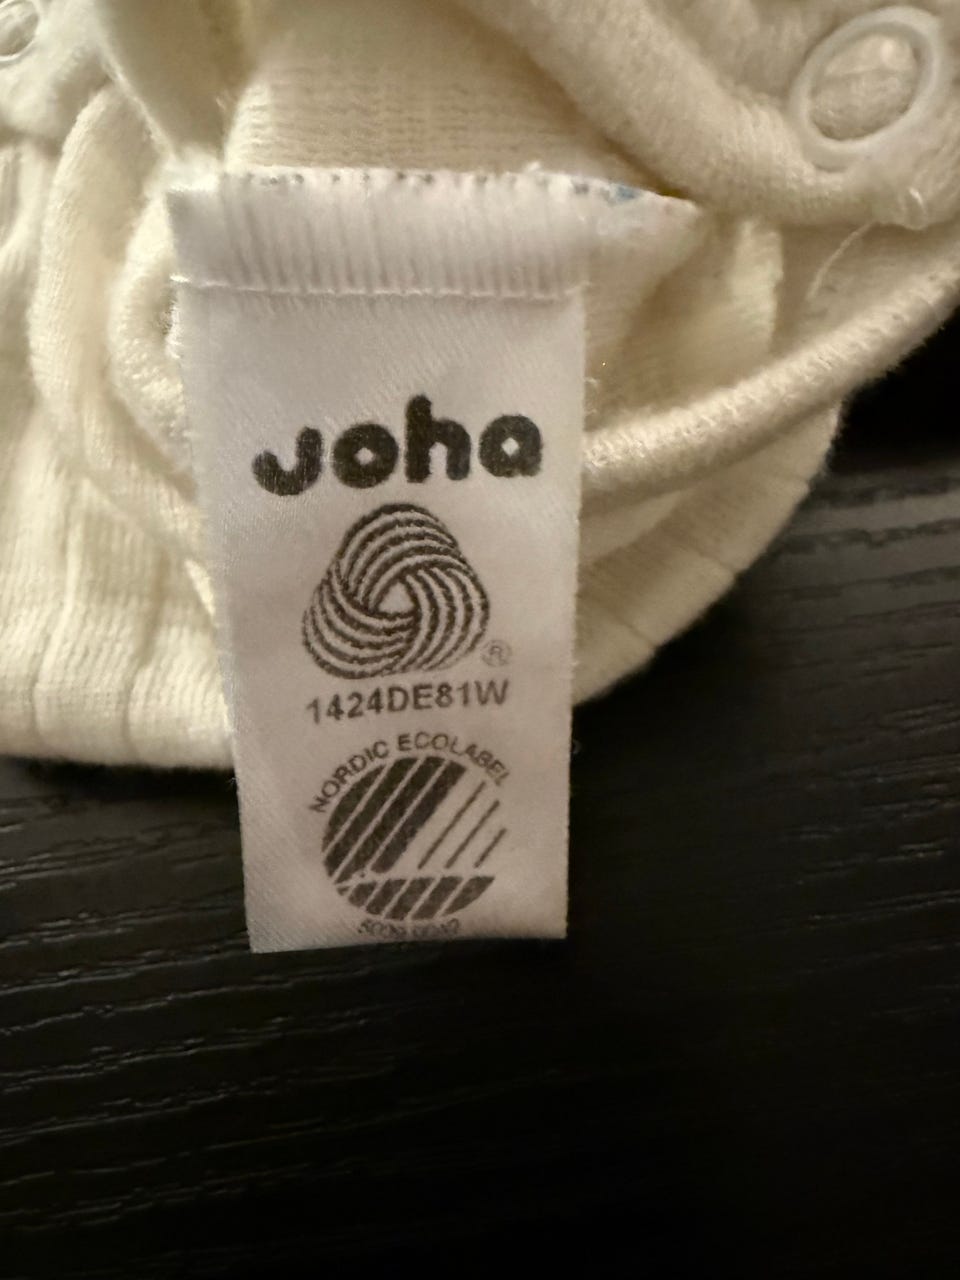 Joha
®
1424DE81W
NORDIC ECOLABEL